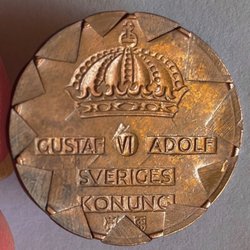 GUSTAF VI ADOLF
SVERIGES
KONUNG